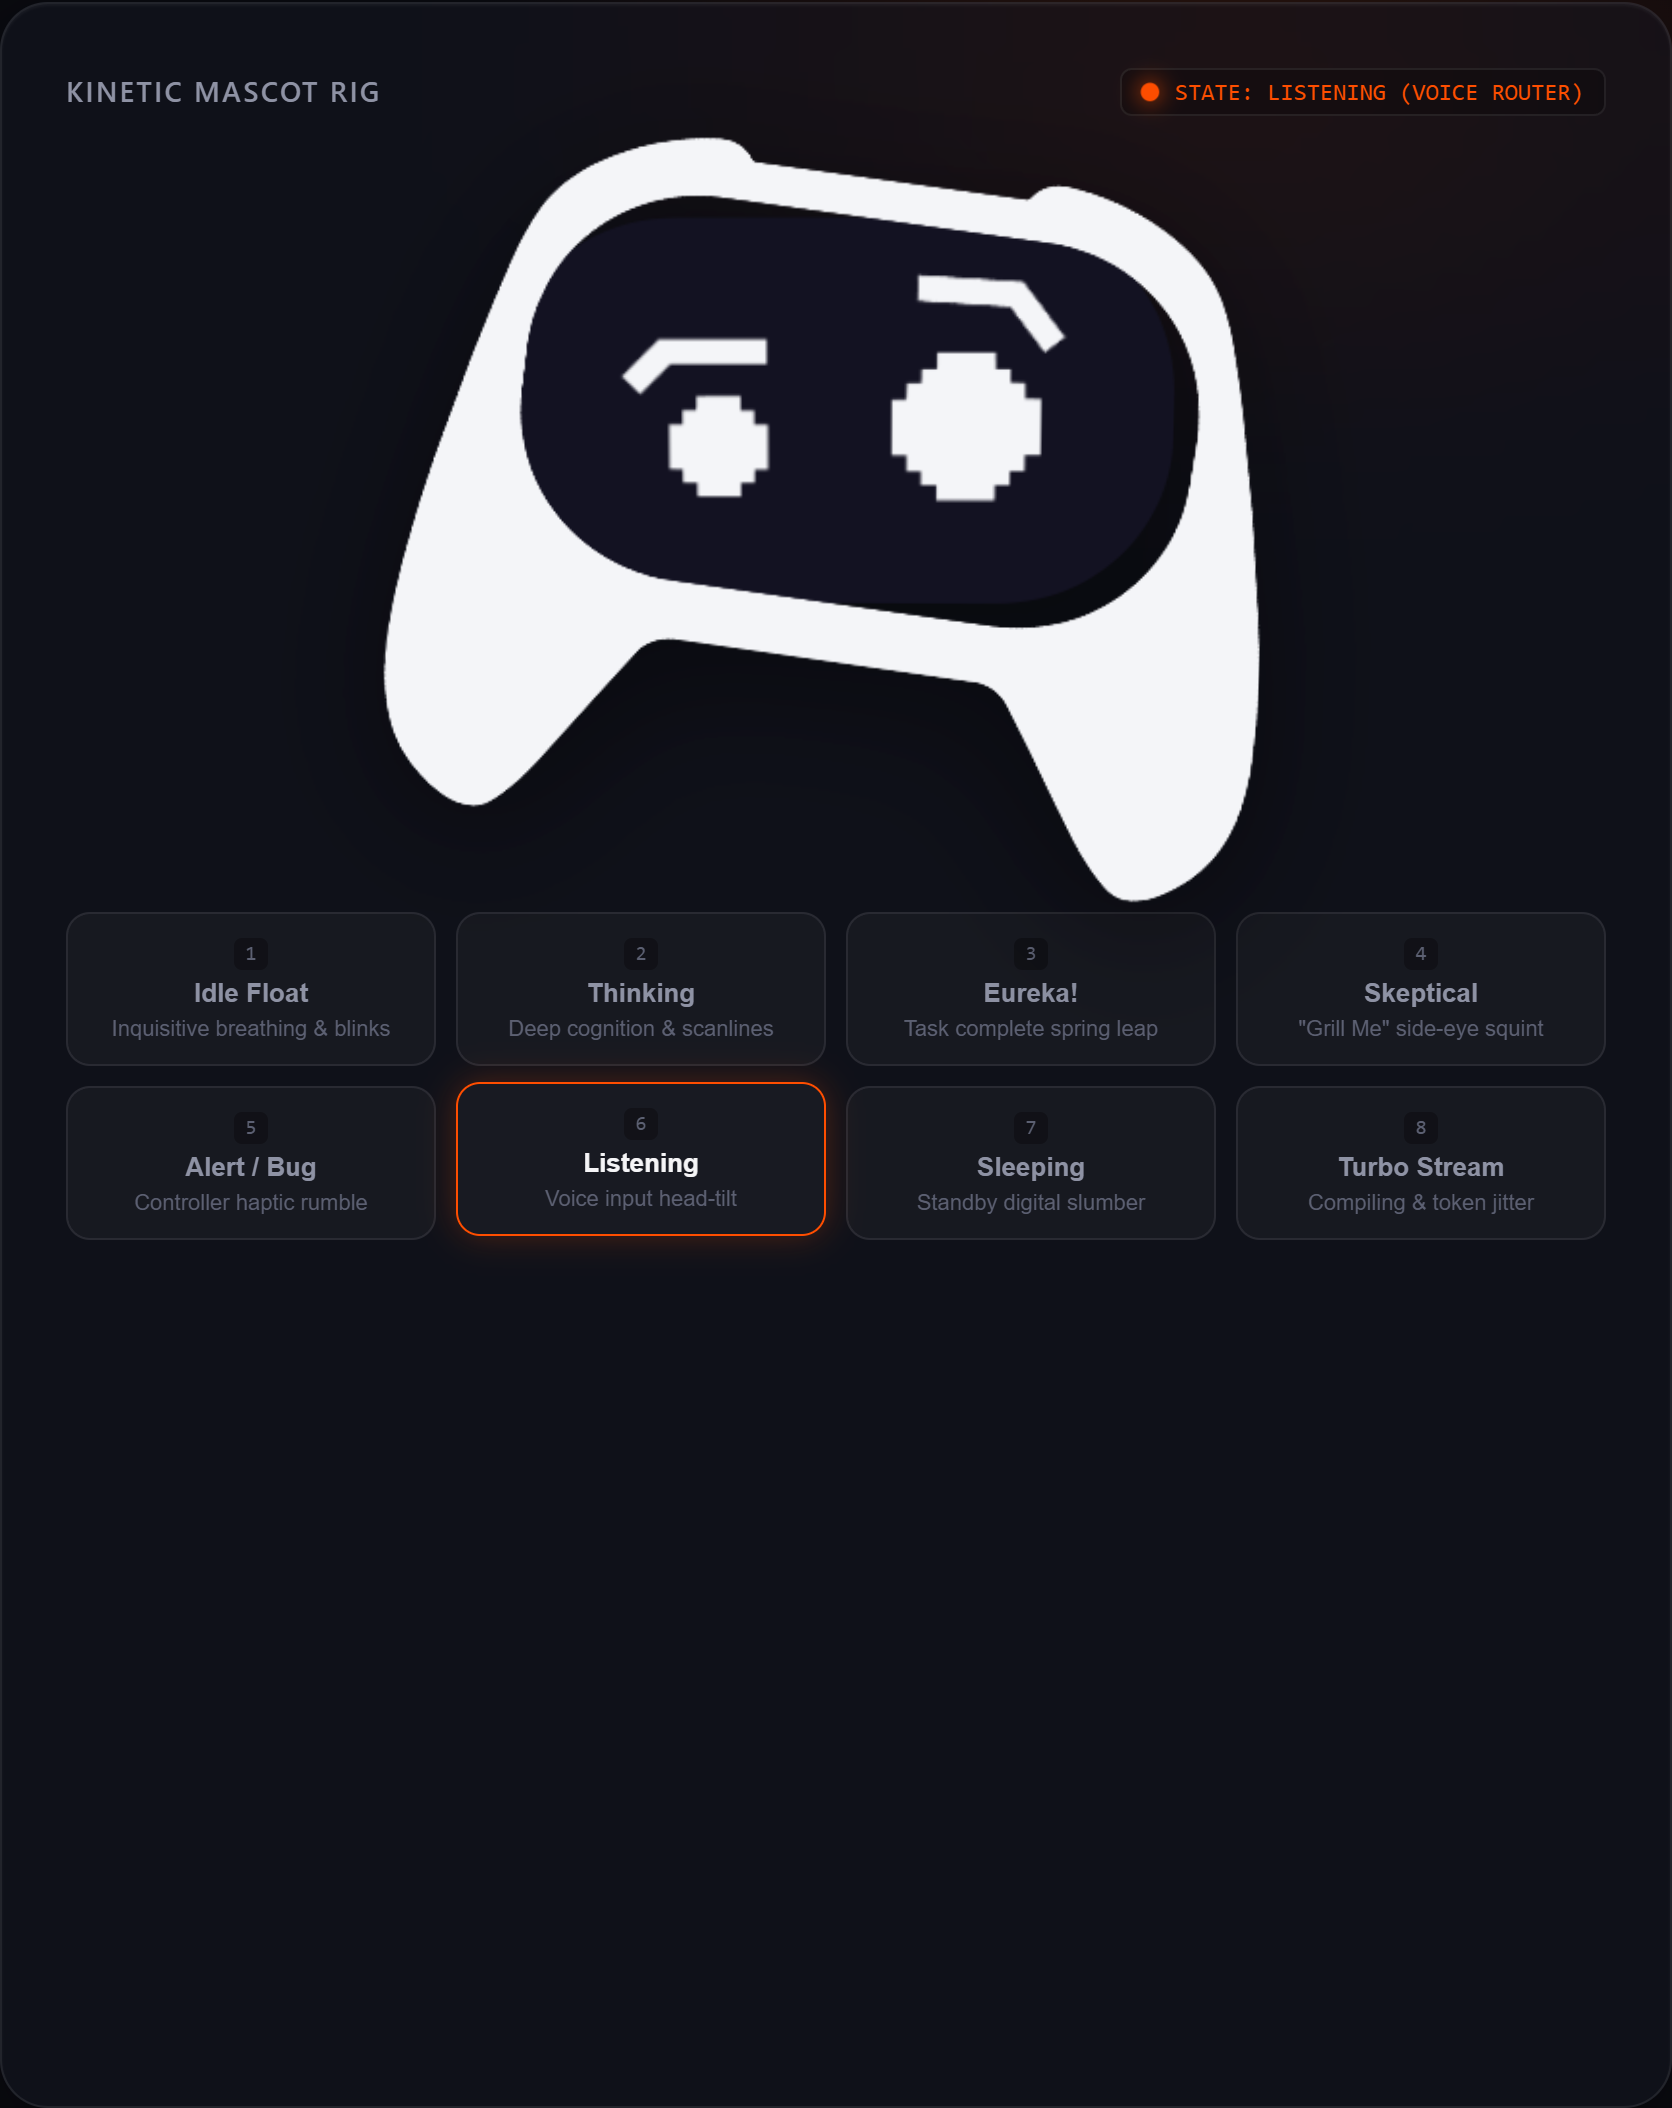 KINETIC MASCOT RIG
STATE: LISTENING (VOICE ROUTER)
1
Idle Float
Inquisitive breathing & blinks
2
Thinking
Deep cognition & scanlines
3
Eureka!
Task complete spring leap
4
Skeptical
"Grill Me" side-eye squint
5
Alert / Bug
Controller haptic rumble
6
Listening
Voice input head-tilt
7
Sleeping
Standby digital slumber
8
Turbo Stream
Compiling & token jitter